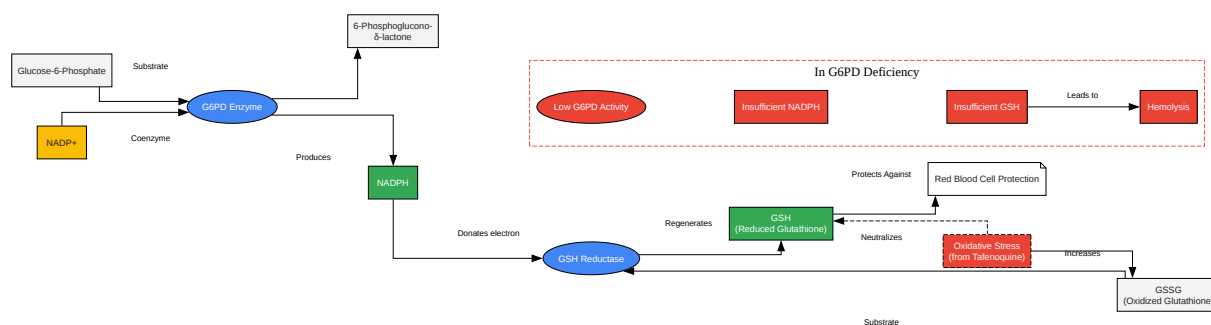 6-Phosphoglucono-
δ-lactone
Glucose-6-Phosphate
Substrate
G6PD Enzyme
NADP+
Coenzyme
Produces
NADPH
In G6PD Deficiency
Low G6PD Activity
Insufficient NADPH
Insufficient GSH
Leads to
Hemolysis
Protects Against
Red Blood Cell Protection
Donates electron
GSH Reductase
Regenerates
GSH
(Reduced Glutathione)
Neutralizes
Oxidative Stress
(from Tafenoquine)
Increases
GSSG
(Oxidized Glutathione
Substrate